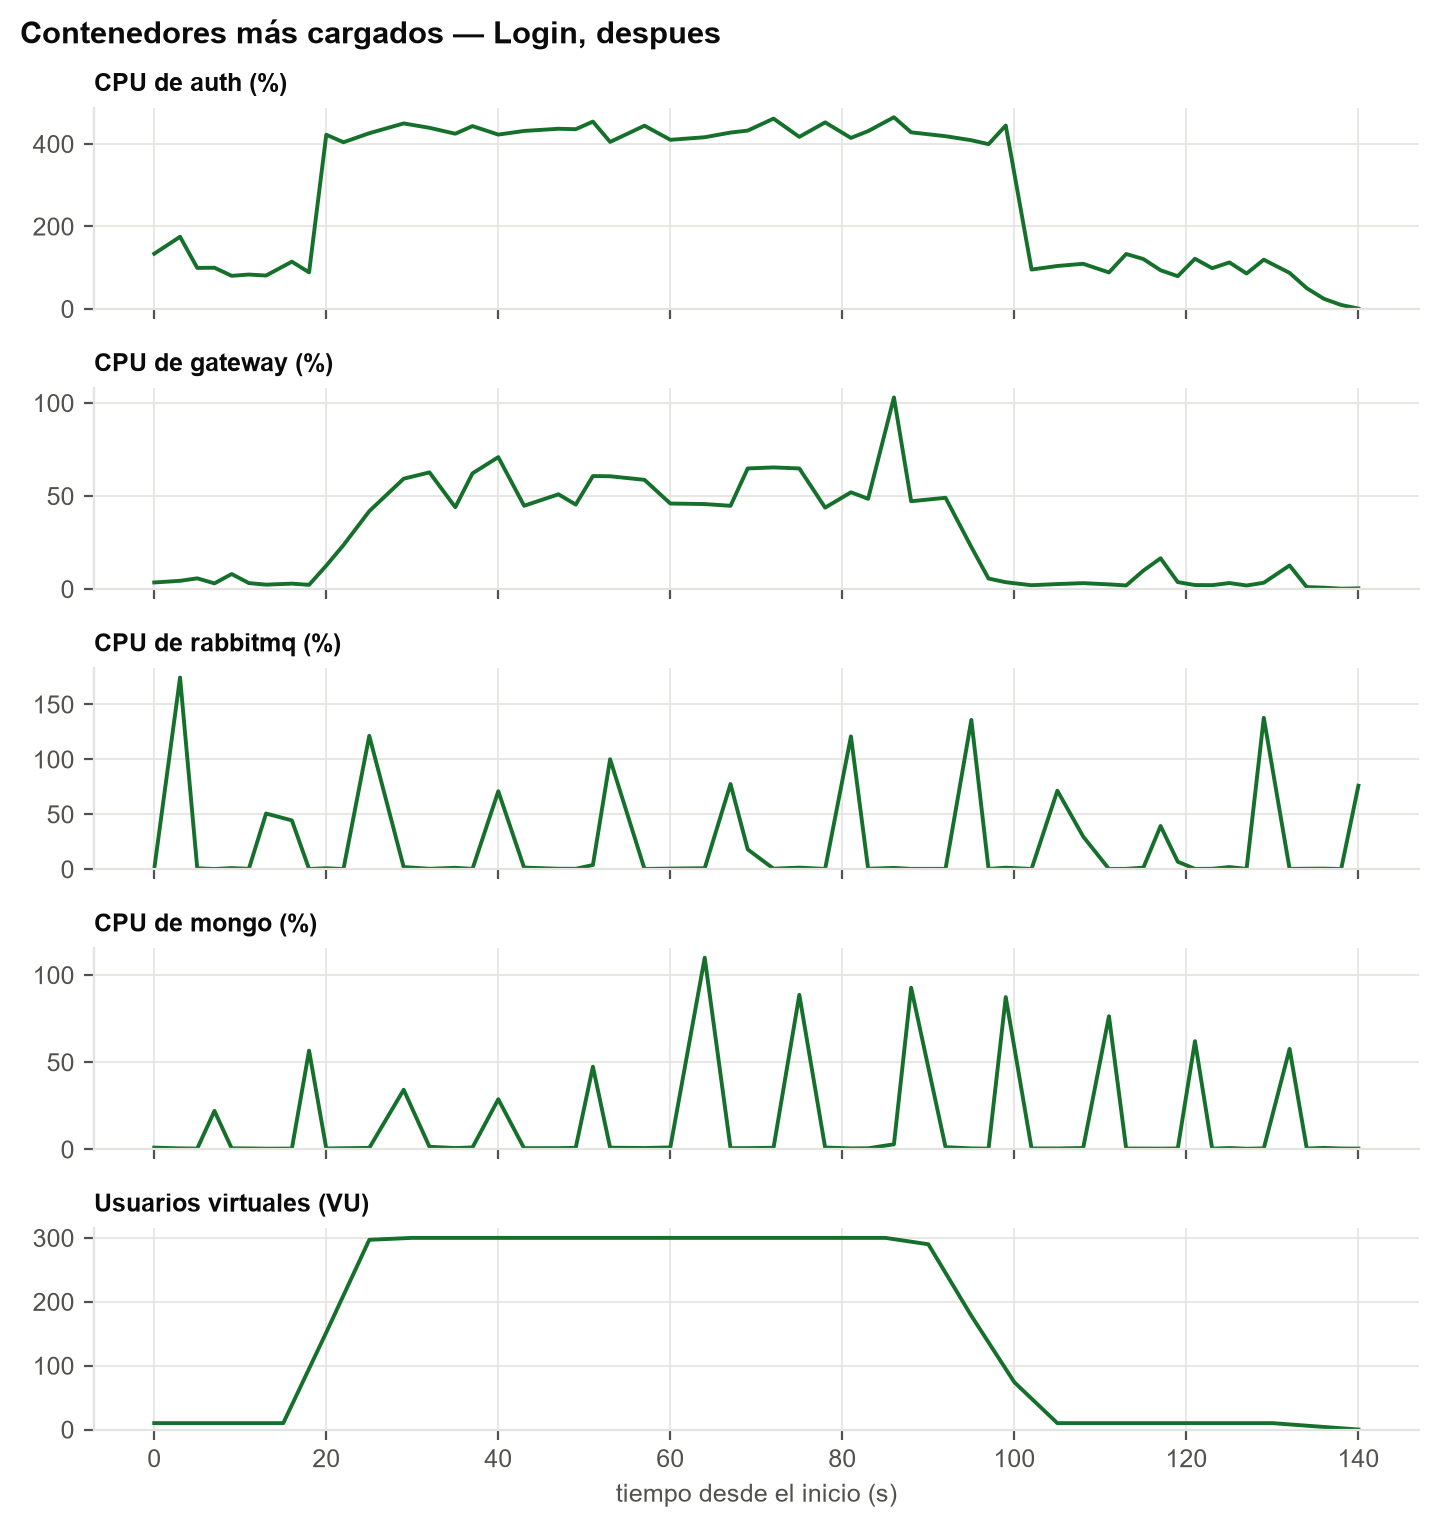 Contenedores más cargados — Login, despues
CPU de auth (%)
400
200
0
CPU de gateway (%)
100
50
0
CPU de rabbitmq (%)
150
100
50
0
CPU de mongo (%)
100
50
0
Usuarios virtuales (VU)
300
200
100
0
0 20 40 60 80 100 120 140
tiempo desde el inicio (s)